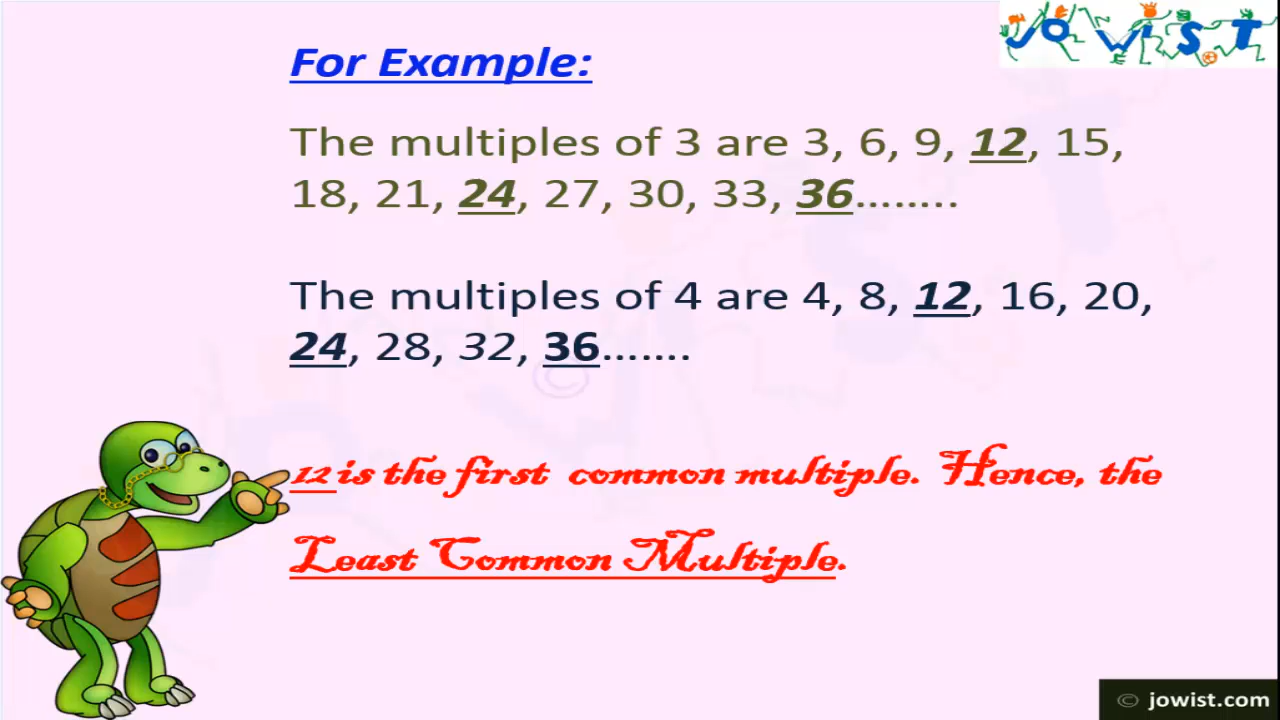 JOWIST
For Example:
The multiples of 3 are 3, 6, 9, 12, 15,
18, 21, 24, 27, 30, 33, 36........
The multiples of 4 are 4, 8, 12, 16, 20,
24, 28, 32, 36.......
12 is the first common multiple. Hence, the
Least Common Multiple.
©
© jowist.com